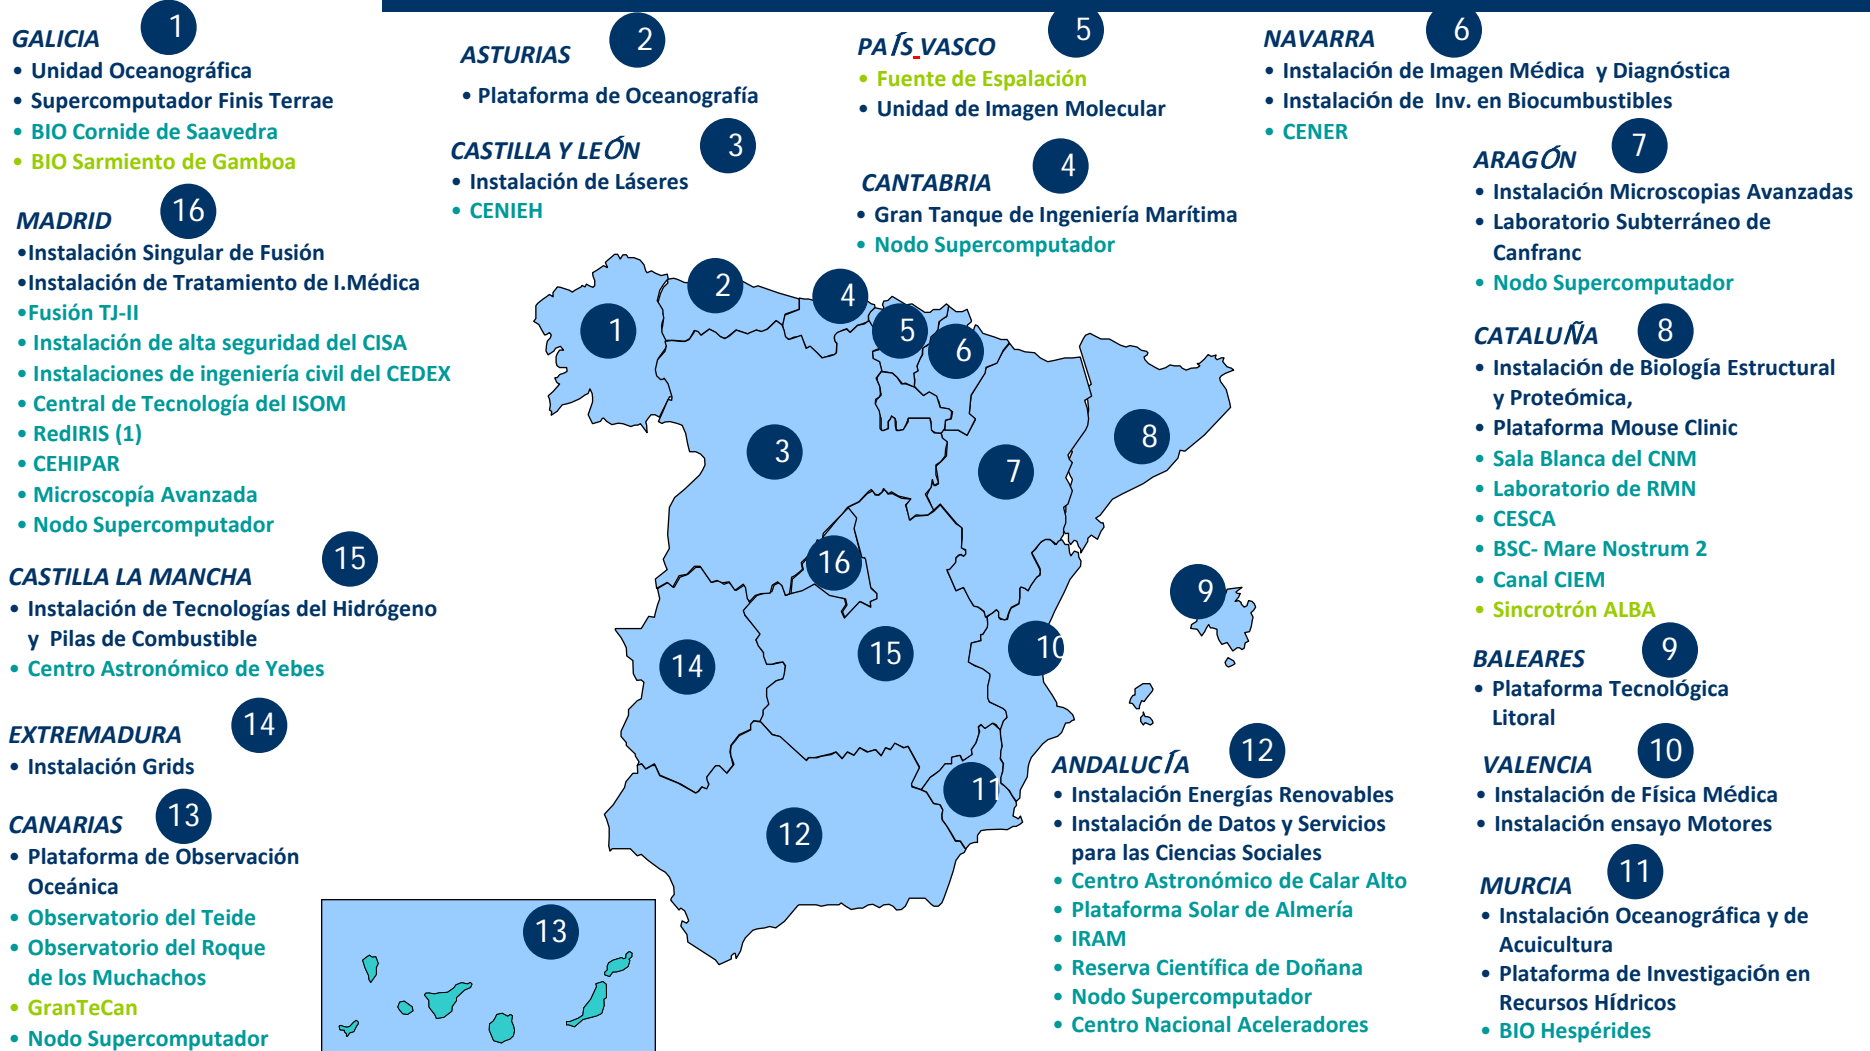 GALICIA 1
• Unidad Oceanográfica
• Supercomputador Finis Terrae
• BIO Cornide de Saavedra
• BIO Sarmiento de Gamboa
MADRID 16
•Instalación Singular de Fusión
•Instalación de Tratamiento de I.Médica
•Fusión TJ-II
• Instalación de alta seguridad del CISA
• Instalaciones de ingeniería civil del CEDEX
• Central de Tecnología del ISOM
• RedIRIS (1)
• CEHIPAR
• Microscopía Avanzada
• Nodo Supercomputador
CASTILLA LA MANCHA 15
• Instalación de Tecnologías del Hidrógeno
y Pilas de Combustible
• Centro Astronómico de Yebes
EXTREMADURA 14
• Instalación Grids
CANARIAS 13
• Plataforma de Observación
Oceánica
• Observatorio del Teide
• Observatorio del Roque
de los Muchachos
• GranTeCan
• Nodo Supercomputador
ASTURIAS 2
• Plataforma de Oceanografía
CASTILLA Y LEÓN 3
• Instalación de Láseres
• CENIEH
PAÍS VASCO 5
• Fuente de Espalación
• Unidad de Imagen Molecular
CANTABRIA 4
• Gran Tanque de Ingeniería Marítima
• Nodo Supercomputador
NAVARRA 6
• Instalación de Imagen Médica y Diagnóstica
• Instalación de Inv. en Biocumbustibles
• CENER
ARAGÓN 7
• Instalación Microscopias Avanzadas
• Laboratorio Subterráneo de
Canfranc
• Nodo Supercomputador
CATALUÑA 8
• Instalación de Biología Estructural
y Proteómica,
• Plataforma Mouse Clinic
• Sala Blanca del CNM
• Laboratorio de RMN
• CESCA
• BSC- Mare Nostrum 2
• Canal CIEM
• Sincrotrón ALBA
BALEARES 9
• Plataforma Tecnológica
Litoral
VALENCIA 10
• Instalación de Física Médica
• Instalación ensayo Motores
MURCIA 11
• Instalación Oceanográfica y de
Acuicultura
• Plataforma de Investigación en
Recursos Hídricos
• BIO Hespérides
ANDALUCÍA 12
• Instalación Energías Renovables
• Instalación de Datos y Servicios
para las Ciencias Sociales
• Centro Astronómico de Calar Alto
• Plataforma Solar de Almería
• IRAM
• Reserva Científica de Doñana
• Nodo Supercomputador
• Centro Nacional Aceleradores
1
2
4
5
6
3
7
8
16
9
10
15
14
11
12
13